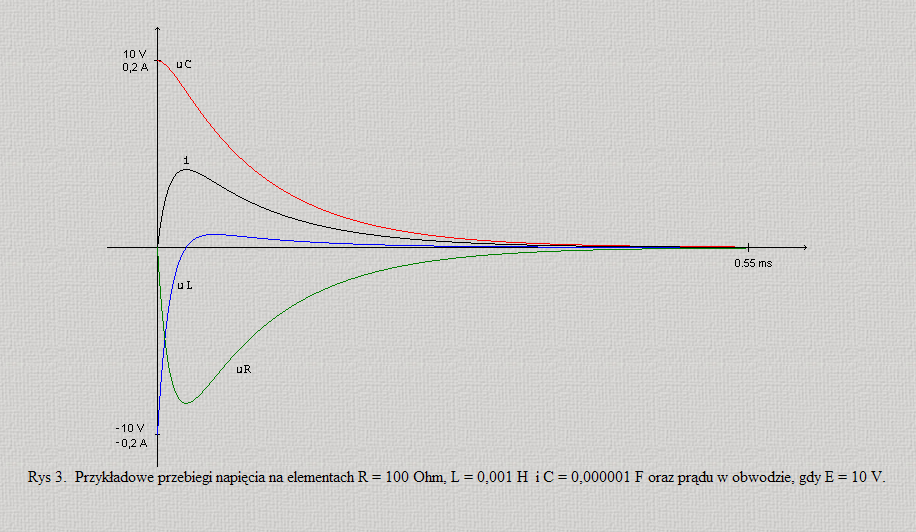 10 V
0,2 A
uC
i
uL
0.55 ms
uR
-10 V
-0,2 A
Rys 3. Przykładowe przebiegi napięcia na elementach R = 100 Ohm, L = 0,001 H i C = 0,000001 F oraz prądu w obwodzie, gdy E = 10 V.